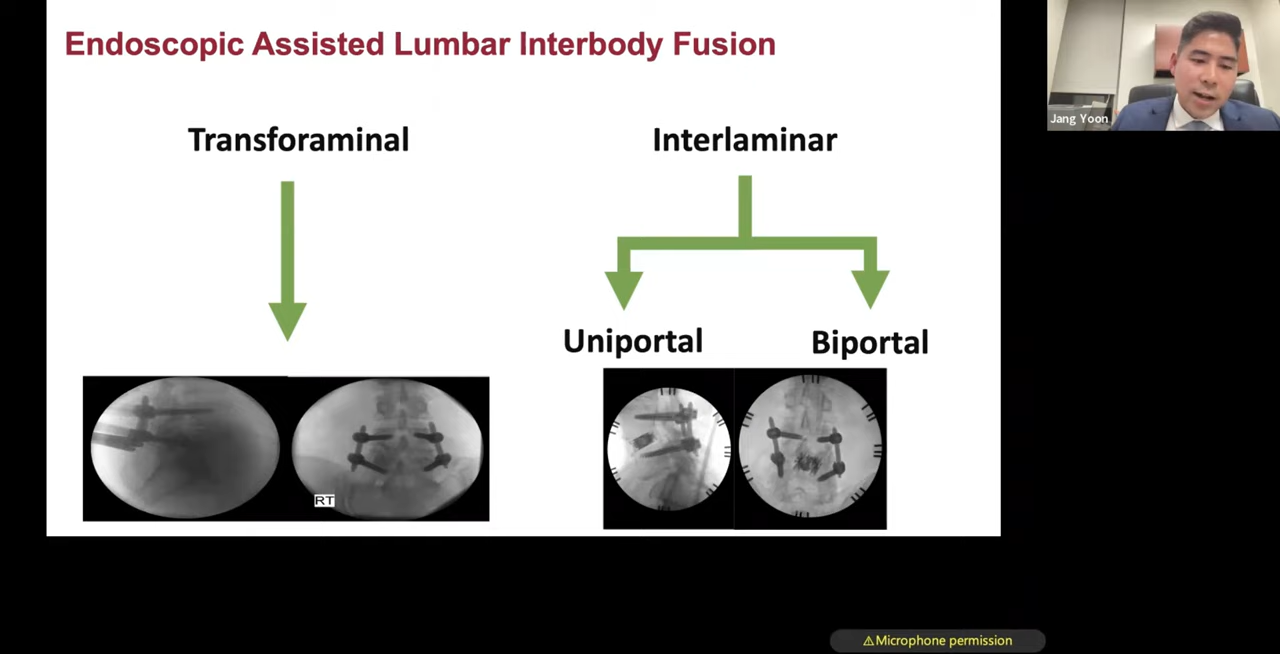 Endoscopic Assisted Lumbar Interbody Fusion
Jang Yoon
Transforaminal
Interlaminar
Uniportal
Biportal
RT
⚠Microphone permission